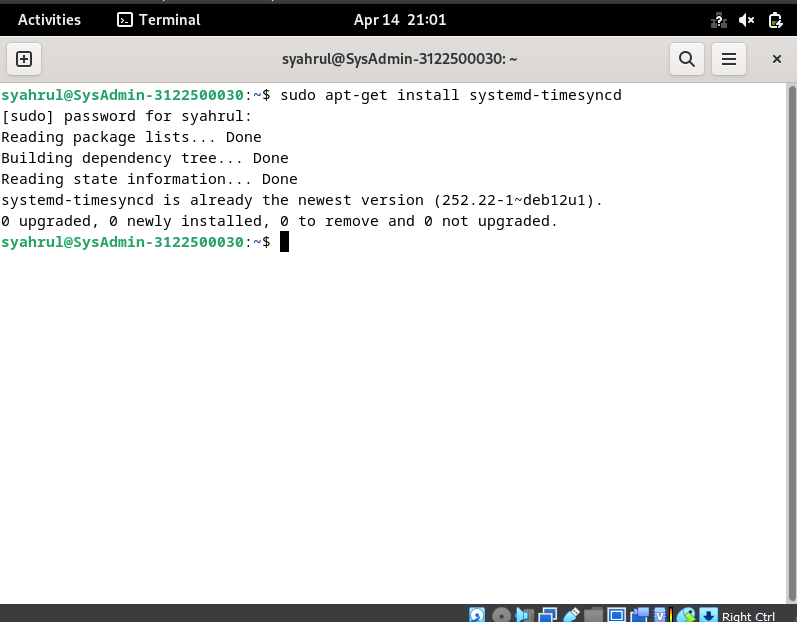 Activities Terminal Apr 14 21:01
syahrul@SysAdmin-3122500030: ~
syahrul@SysAdmin-3122500030:~$ sudo apt-get install systemd-timesyncd
[sudo] password for syahrul:
Reading package lists... Done
Building dependency tree... Done
Reading state information... Done
systemd-timesyncd is already the newest version (252.22-1~deb12u1).
0 upgraded, 0 newly installed, 0 to remove and 0 not upgraded.
syahrul@SysAdmin-3122500030:~$
Right Ctrl